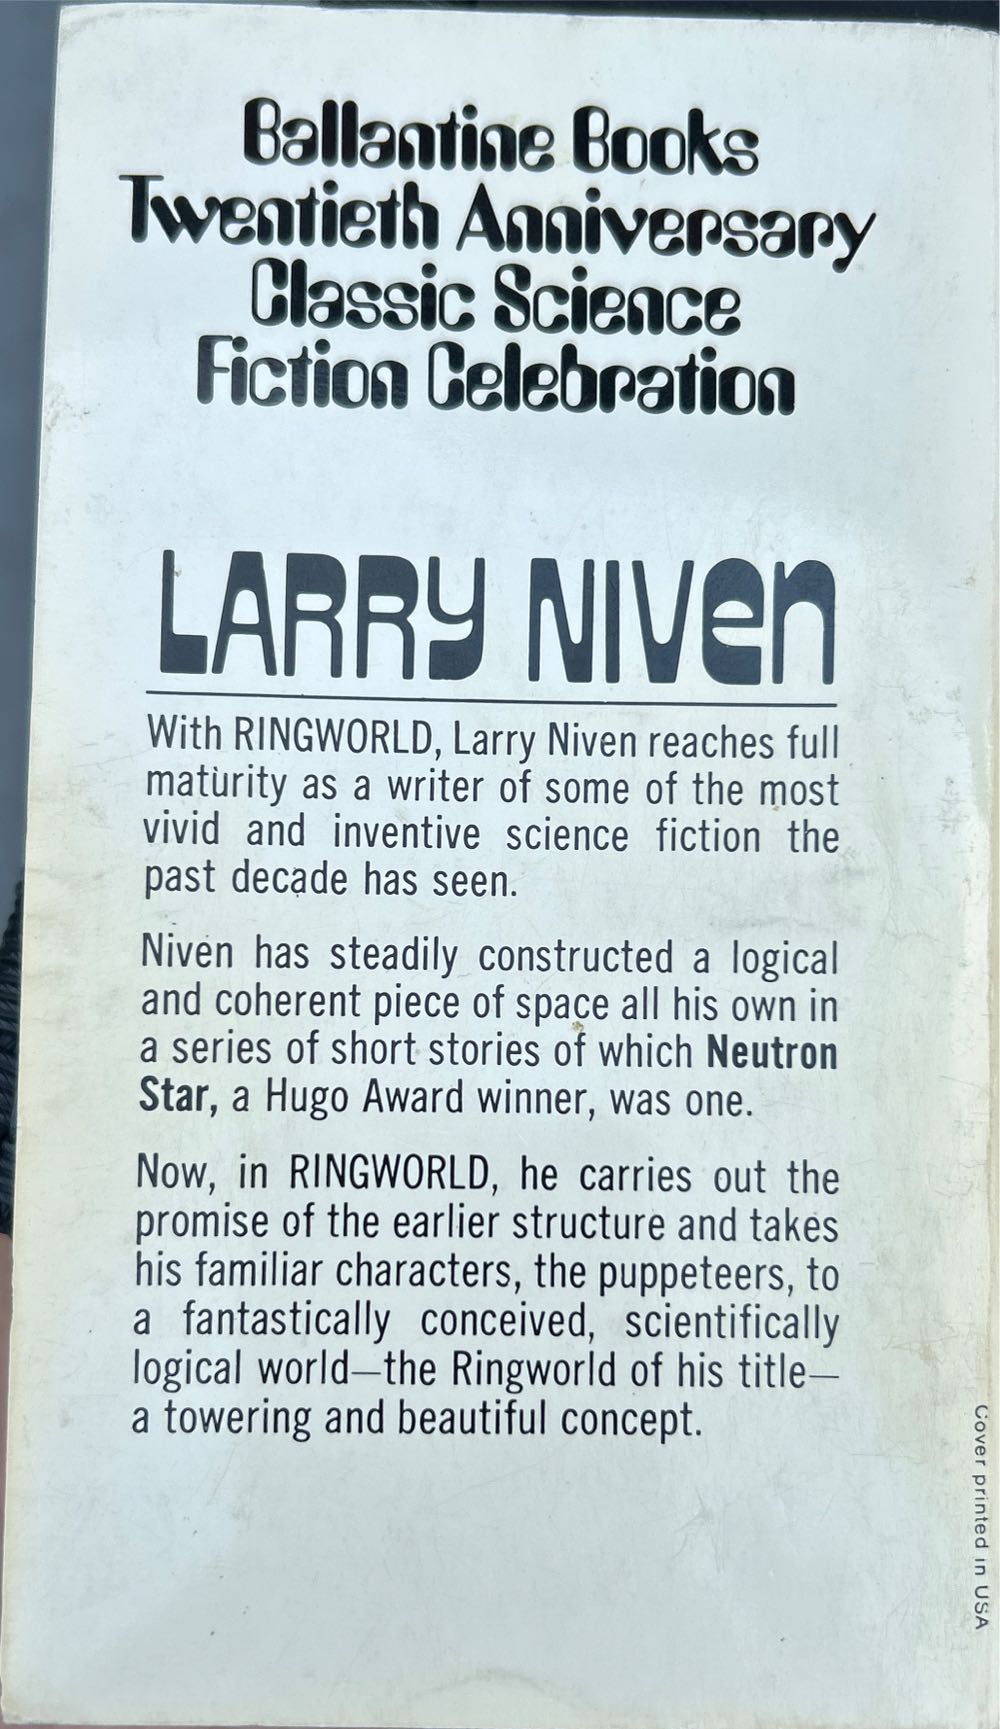 Ballantine Books
Twentieth Anniversary
Classic Science
Fiction Celebration
LARRY NIVEN
With RINGWORLD, Larry Niven reaches full
maturity as a writer of some of the most
vivid and inventive science fiction the
past decade has seen.
Niven has steadily constructed a logical
and coherent piece of space all his own in
a series of short stories of which Neutron
Star, a Hugo Award winner, was one.
Now, in RINGWORLD, he carries out the
promise of the earlier structure and takes
his familiar characters, the puppeteers, to
a fantastically conceived, scientifically
logical world—the Ringworld of his title—
a towering and beautiful concept.
Cover printed in USA